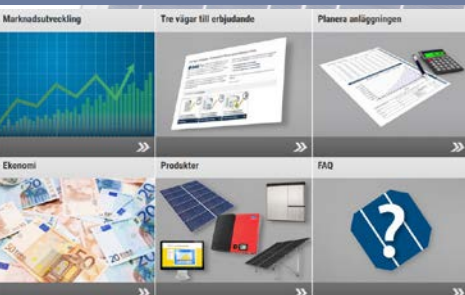 Marknadsutveckling
Tre vägar till erbjudande
Planera anläggningen
Ekonomi
Produkter
FAQ